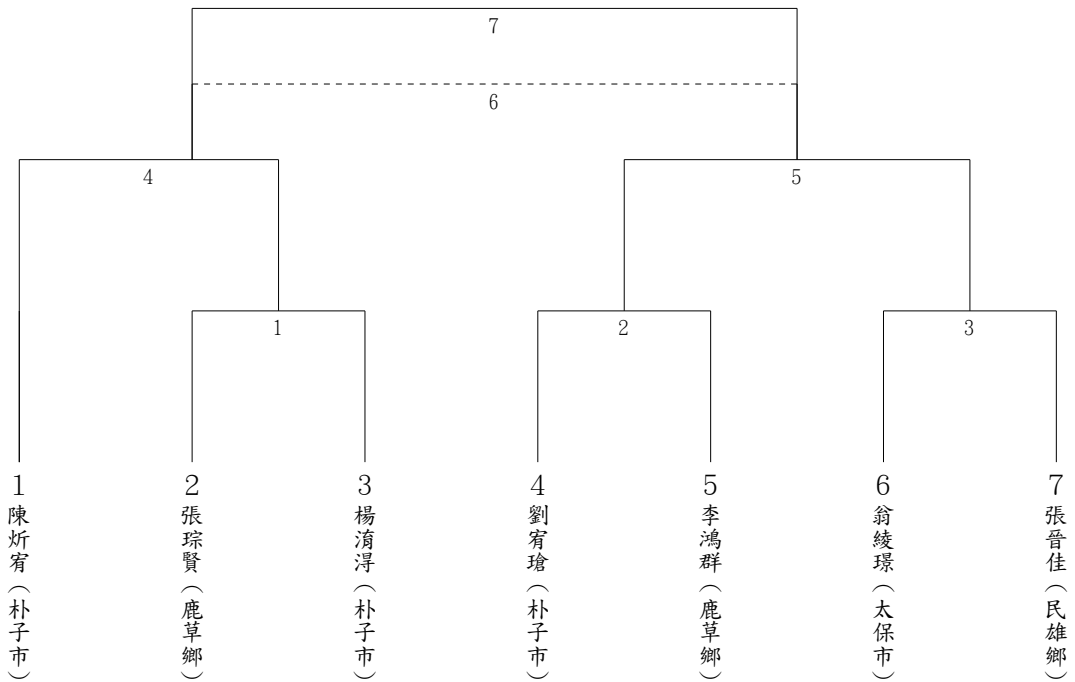 7
6
4
5
1
2
3
1
陳炘宥（朴子市）
2
張琮賢（鹿草鄉）
3
楊淯淂（朴子市）
4
劉宥瑲（朴子市）
5
李鴻群（鹿草鄉）
6
翁綾璟（太保市）
7
張晉佳（民雄鄉）